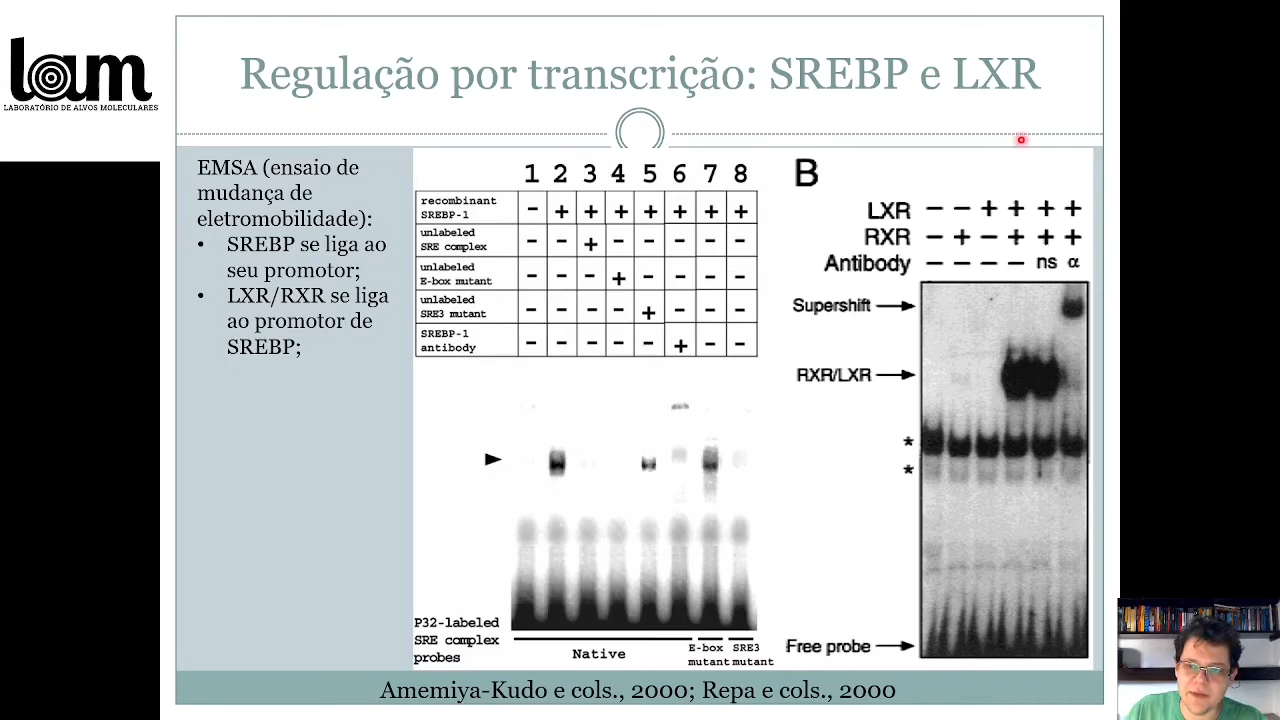 lam
LABORATÓRIO DE ALVOS MOLECULARES
Regulação por transcrição: SREBP e LXR
EMSA (ensaio de
mudança de
eletromobilidade):
• SREBP se liga ao
seu promotor;
• LXR/RXR se liga
ao promotor de
SREBP;
1 2 3 4 5 6 7 8
recombinant
SREBP-1 - + + + + + + +
unlabeled
SRE complex - - + - - - - -
unlabeled
E-box mutant - - - + - - - -
unlabeled
SRE3 mutant - - - - + - - -
SREBP-1
antibody - - - - - + - -
P32-labeled
SRE complex
probes
Native
E-box
mutant
SRE3
mutant
B
LXR − − + + + +
RXR − + − + + +
Antibody − − − − ns α
Supershift
RXR/LXR
*
*
Free probe
Amemiya-Kudo e cols., 2000; Repa e cols., 2000